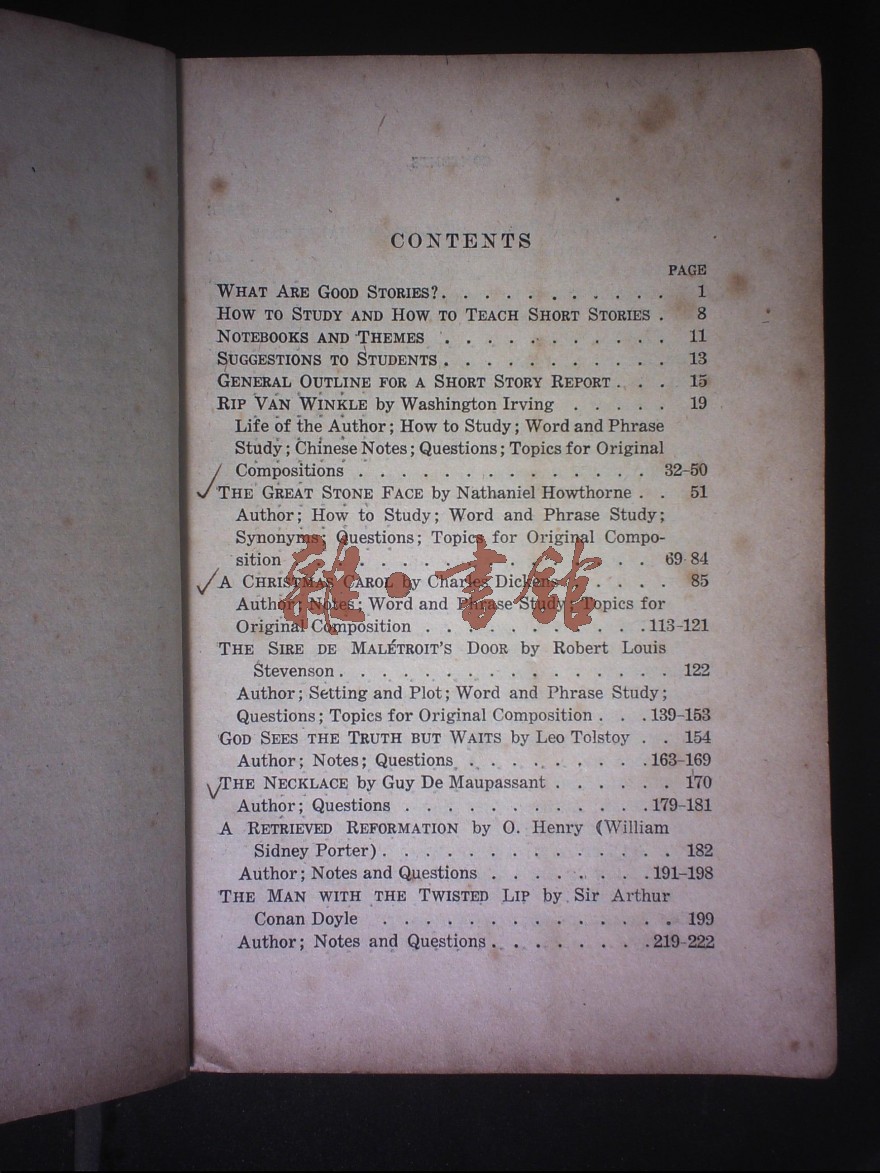 CONTENTS
PAGE
WHAT ARE GOOD STORIES? . . . . . . . . . . . 1
HOW TO STUDY AND HOW TO TEACH SHORT STORIES . 8
NOTEBOOKS AND THEMES . . . . . . . . . . . 11
SUGGESTIONS TO STUDENTS . . . . . . . . . . . 13
GENERAL OUTLINE FOR A SHORT STORY REPORT . . . 15
RIP VAN WINKLE by Washington Irving . . . . . 19
Life of the Author; How to Study; Word and Phrase
Study; Chinese Notes; Questions; Topics for Original
Compositions . . . . . . . . . . . . . . 32-50
THE GREAT STONE FACE by Nathaniel Howthorne . . 51
Author; How to Study; Word and Phrase Study;
Synonyms; Questions; Topics for Original Compo-
sition . . . . . . . . . . . . . . . . . 69-84
A CHRISTMAS CAROL by Charles Dickens . . . . . 85
Author; Notes; Word and Phrase Study; Topics for
Original Composition . . . . . . . . . . . 113-121
雜·書館
THE SIRE DE MALÉTROIT'S DOOR by Robert Louis
Stevenson . . . . . . . . . . . . . . . . 122
Author; Setting and Plot; Word and Phrase Study;
Questions; Topics for Original Composition . . . 139-153
GOD SEES THE TRUTH BUT WAITS by Leo Tolstoy . . 154
Author; Notes; Questions . . . . . . . . . 163-169
THE NECKLACE by Guy De Maupassant . . . . . . 170
Author; Questions . . . . . . . . . . . . 179-181
A RETRIEVED REFORMATION by O. Henry (William
Sidney Porter) . . . . . . . . . . . . . . 182
Author; Notes and Questions . . . . . . . . 191-198
THE MAN WITH THE TWISTED LIP by Sir Arthur
Conan Doyle . . . . . . . . . . . . . . 199
Author; Notes and Questions . . . . . . . . 219-222